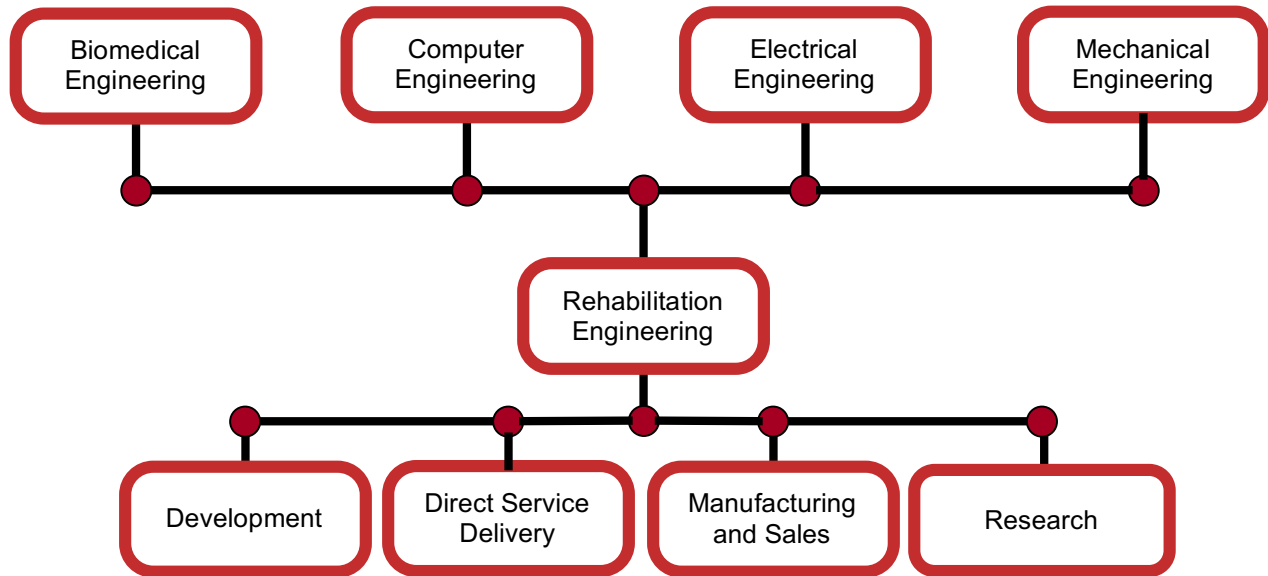 Biomedical
Engineering
Computer
Engineering
Electrical
Engineering
Mechanical
Engineering
Rehabilitation
Engineering
Development
Direct Service
Delivery
Manufacturing
and Sales
Research